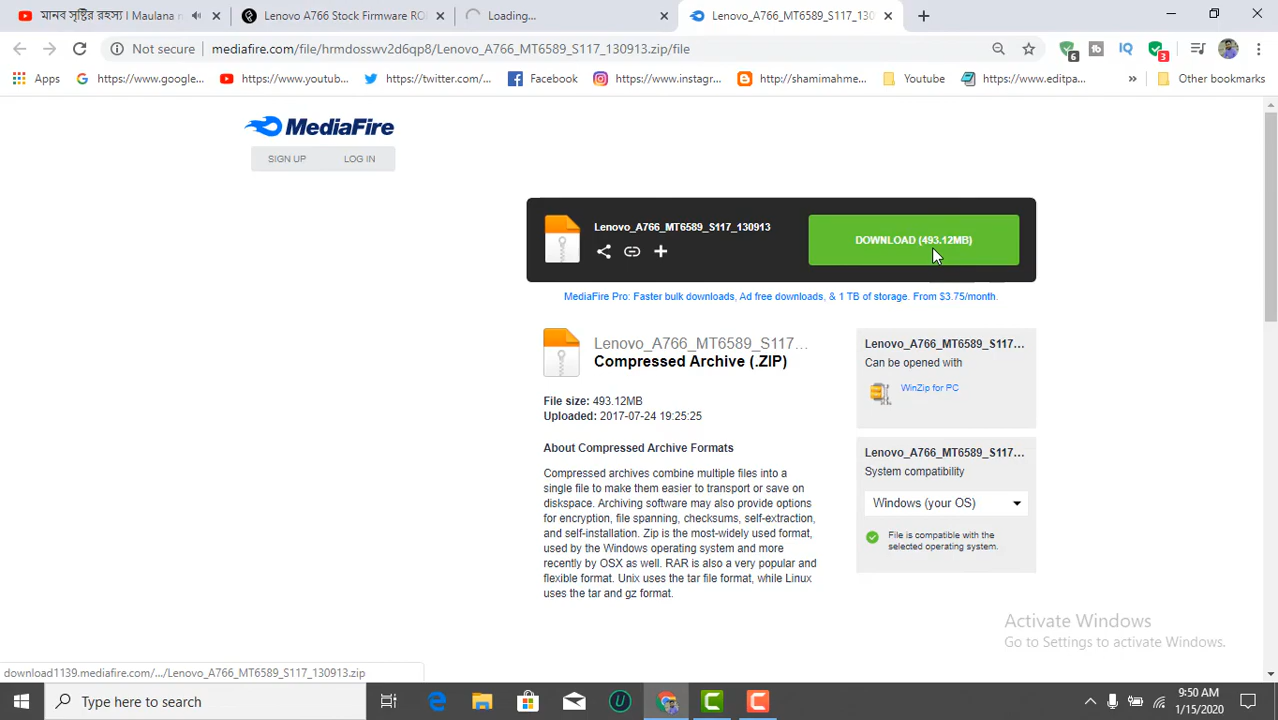 মানব সৃষ্টির রহস্য | Maulana
Lenovo A766 Stock Firmware RO
Loading...
Lenovo_A766_MT6589_S117_130
Not secure
mediafire.com/file/hrmdosswv2d6qp8/Lenovo_A766_MT6589_S117_130913.zip/file
6
IQ
3
Apps
https://www.google...
https://www.youtub...
https://twitter.com/...
Facebook
https://www.instagr...
http://shamimahme...
Youtube
https://www.editpa...
»
Other bookmarks
MediaFire
SIGN UP
LOG IN
Lenovo_A766_MT6589_S117_130913
DOWNLOAD (493.12MB)
MediaFire Pro: Faster bulk downloads, Ad free downloads, & 1 TB of storage. From $3.75/month.
Lenovo_A766_MT6589_S117...
Compressed Archive (.ZIP)
File size: 493.12MB
Uploaded: 2017-07-24 19:25:25
About Compressed Archive Formats
Compressed archives combine multiple files into a
single file to make them easier to transport or save on
diskspace. Archiving software may also provide options
for encryption, file spanning, checksums, self-extraction,
and self-installation. Zip is the most-widely used format,
used by the Windows operating system and more
recently by OSX as well. RAR is also a very popular and
flexible format. Unix uses the tar file format, while Linux
uses the tar and gz format.
Lenovo_A766_MT6589_S117...
Can be opened with
WinZip for PC
Lenovo_A766_MT6589_S117...
System compatibility
Windows (your OS)
File is compatible with the
selected operating system.
Activate Windows
Go to Settings to activate Windows.
download1139.mediafire.com/.../Lenovo_A766_MT6589_S117_130913.zip
Type here to search
9:50 AM
1/15/2020